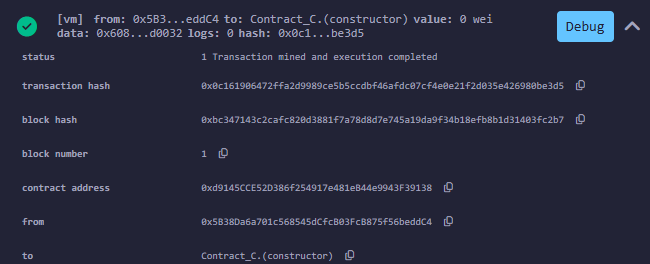 [vm] from: 0x5B3...eddC4 to: Contract_C.(constructor) value: 0 wei
data: 0x608...d0032 logs: 0 hash: 0x0c1...be3d5
Debug
status 1 Transaction mined and execution completed
transaction hash 0x0c161906472ffa2d9989ce5b5ccdbf46afdc07cf4e0e21f2d035e426980be3d5
block hash 0xbc347143c2cafc820d3881f7a78d8d7e745a19da9f34b18efb8b1d31403fc2b7
block number 1
contract address 0xd9145CCE52D386f254917e481eB44e9943F39138
from 0x5B38Da6a701c568545dCfcB03FcB875f56beddC4
to Contract_C.(constructor)